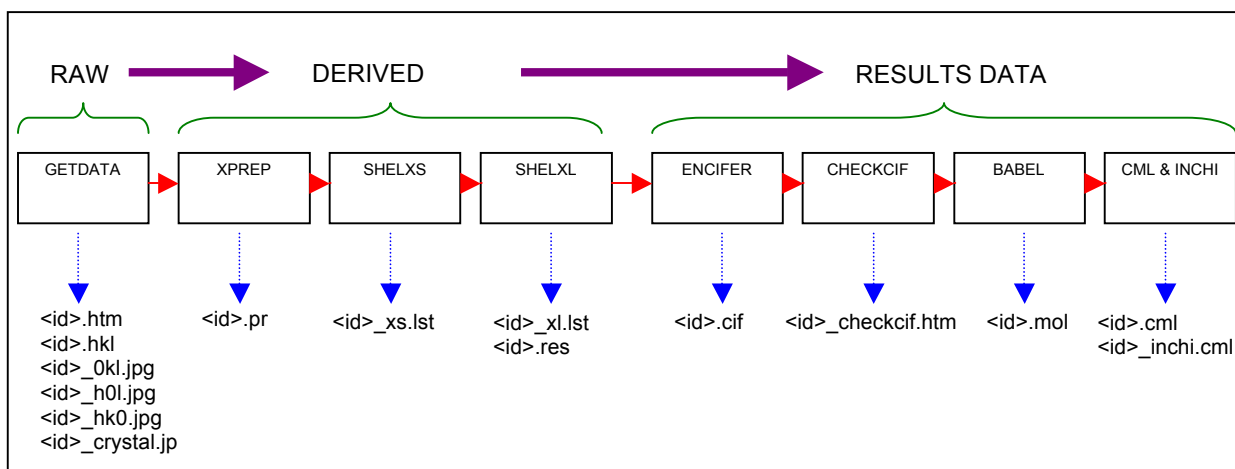 RAW DERIVED RESULTS DATA
GETDATA XPREP SHELXS SHELXL ENCIFER CHECKCIF BABEL CML & INCHI
<id>.htm <id>.pr <id>_xs.lst <id>_xl.lst <id>.cif <id>_checkcif.htm <id>.mol <id>.cml
<id>.hkl <id>.res <id>_inchi.cml
<id>_0kl.jpg
<id>_h0l.jpg
<id>_hk0.jpg
<id>_crystal.jp